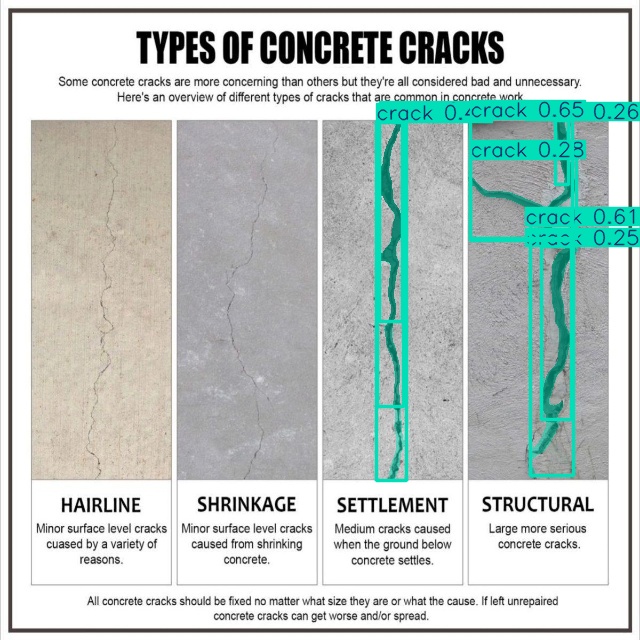 TYPES OF CONCRETE CRACKS
Some concrete cracks are more concerning than others but they're all considered bad and unnecessary.
Here's an overview of different types of cracks that are common in concrete work.
crack 0.65
0.26
crack 0.28
crack 0.61
crack 0.25
HAIRLINE
Minor surface level cracks
cuased by a variety of
reasons.
SHRINKAGE
Minor surface level cracks
caused from shrinking
concrete.
SETTLEMENT
Medium cracks caused
when the ground below
concrete settles.
STRUCTURAL
Large more serious
concrete cracks.
All concrete cracks should be fixed no matter what size they are or what the cause. If left unrepaired
concrete cracks can get worse and/or spread.